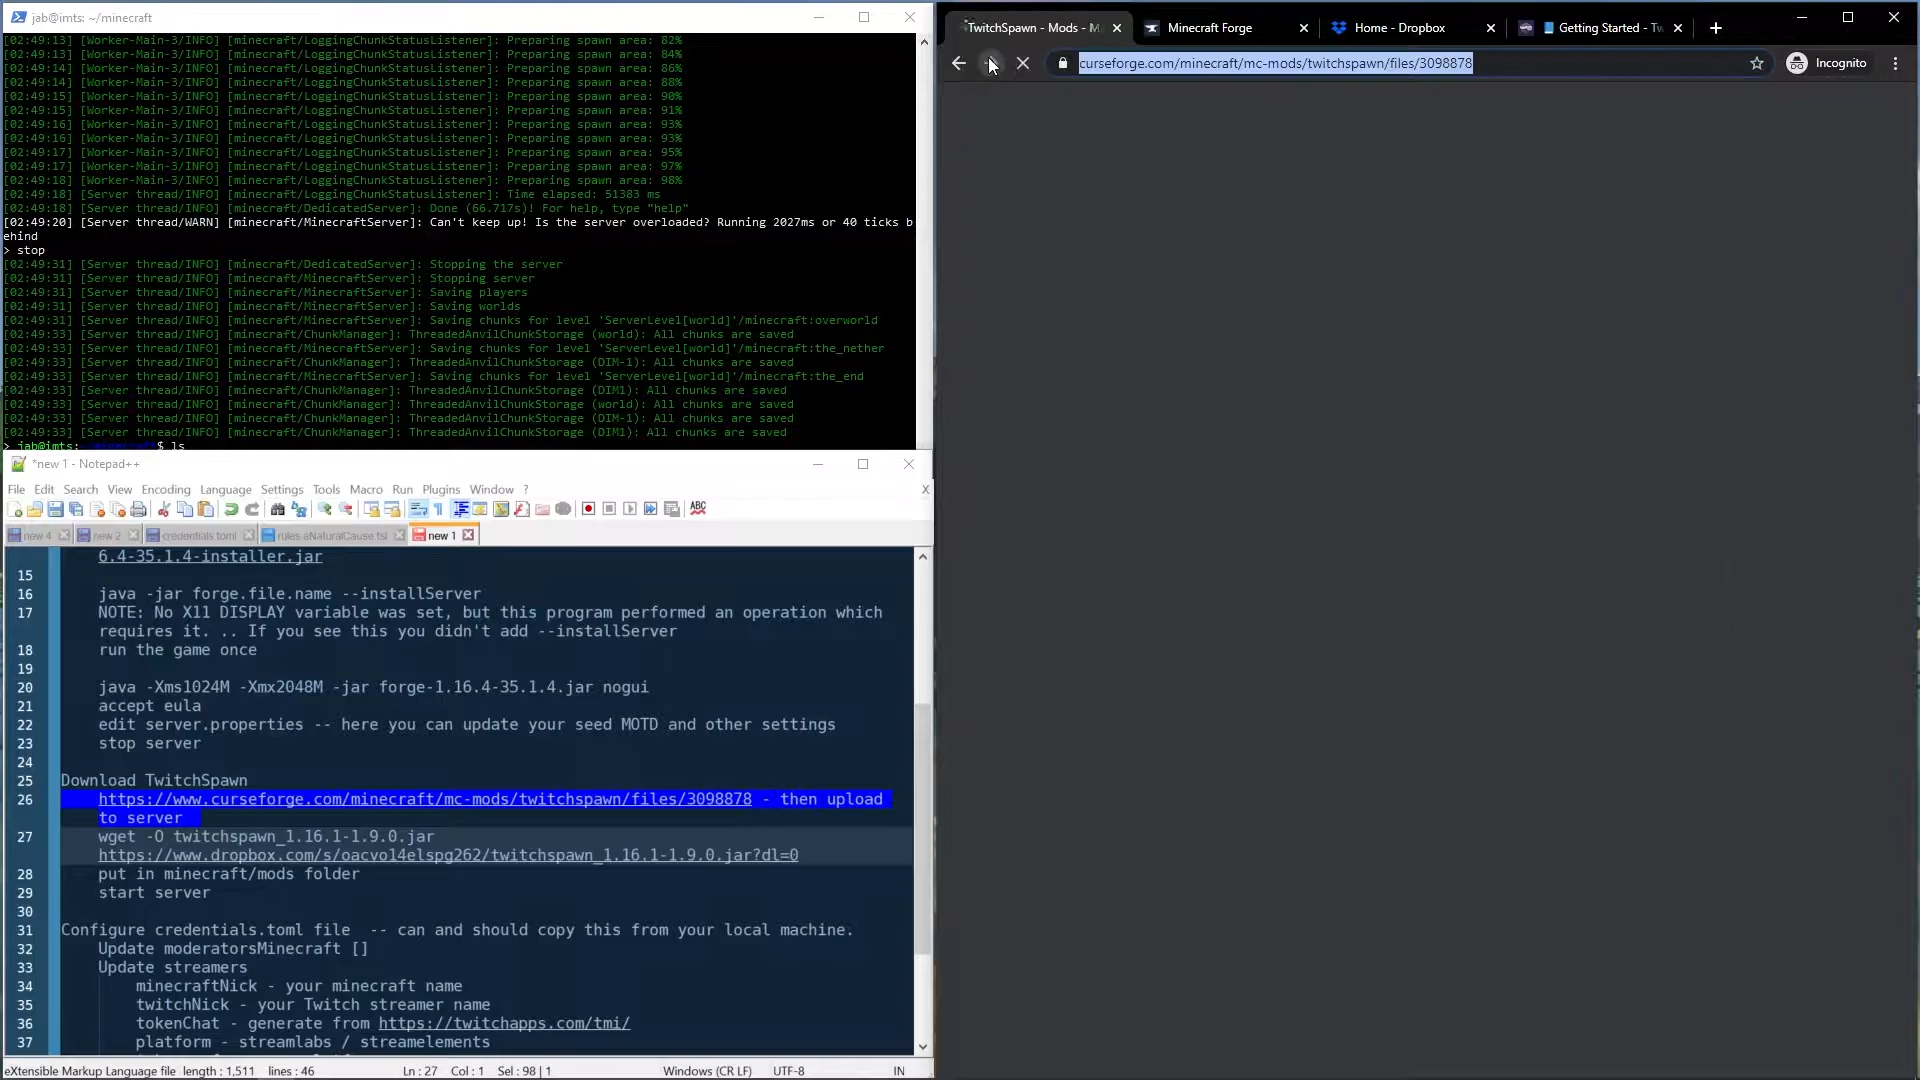 jab@imts: ~/minecraft
[02:49:13] [Worker-Main-3/INFO] [minecraft/LoggingChunkStatusListener]: Preparing spawn area: 82%
[02:49:13] [Worker-Main-3/INFO] [minecraft/LoggingChunkStatusListener]: Preparing spawn area: 84%
[02:49:14] [Worker-Main-3/INFO] [minecraft/LoggingChunkStatusListener]: Preparing spawn area: 86%
[02:49:14] [Worker-Main-3/INFO] [minecraft/LoggingChunkStatusListener]: Preparing spawn area: 88%
[02:49:15] [Worker-Main-3/INFO] [minecraft/LoggingChunkStatusListener]: Preparing spawn area: 90%
[02:49:15] [Worker-Main-3/INFO] [minecraft/LoggingChunkStatusListener]: Preparing spawn area: 91%
[02:49:16] [Worker-Main-3/INFO] [minecraft/LoggingChunkStatusListener]: Preparing spawn area: 93%
[02:49:16] [Worker-Main-3/INFO] [minecraft/LoggingChunkStatusListener]: Preparing spawn area: 93%
[02:49:17] [Worker-Main-3/INFO] [minecraft/LoggingChunkStatusListener]: Preparing spawn area: 95%
[02:49:17] [Worker-Main-3/INFO] [minecraft/LoggingChunkStatusListener]: Preparing spawn area: 97%
[02:49:18] [Worker-Main-3/INFO] [minecraft/LoggingChunkStatusListener]: Preparing spawn area: 98%
[02:49:18] [Server thread/INFO] [minecraft/LoggingChunkStatusListener]: Time elapsed: 51383 ms
[02:49:18] [Server thread/INFO] [minecraft/DedicatedServer]: Done (66.717s)! For help, type "help"
[02:49:20] [Server thread/WARN] [minecraft/MinecraftServer]: Can't keep up! Is the server overloaded? Running 2027ms or 40 ticks b
ehind
> stop
[02:49:31] [Server thread/INFO] [minecraft/DedicatedServer]: Stopping the server
[02:49:31] [Server thread/INFO] [minecraft/MinecraftServer]: Stopping server
[02:49:31] [Server thread/INFO] [minecraft/MinecraftServer]: Saving players
[02:49:31] [Server thread/INFO] [minecraft/MinecraftServer]: Saving worlds
[02:49:31] [Server thread/INFO] [minecraft/MinecraftServer]: Saving chunks for level 'ServerLevel[world]'/minecraft:overworld
[02:49:33] [Server thread/INFO] [minecraft/ChunkManager]: ThreadedAnvilChunkStorage (world): All chunks are saved
[02:49:33] [Server thread/INFO] [minecraft/MinecraftServer]: Saving chunks for level 'ServerLevel[world]'/minecraft:the_nether
[02:49:33] [Server thread/INFO] [minecraft/ChunkManager]: ThreadedAnvilChunkStorage (DIM-1): All chunks are saved
[02:49:33] [Server thread/INFO] [minecraft/MinecraftServer]: Saving chunks for level 'ServerLevel[world]'/minecraft:the_end
[02:49:33] [Server thread/INFO] [minecraft/ChunkManager]: ThreadedAnvilChunkStorage (DIM1): All chunks are saved
[02:49:33] [Server thread/INFO] [minecraft/ChunkManager]: ThreadedAnvilChunkStorage (world): All chunks are saved
[02:49:33] [Server thread/INFO] [minecraft/ChunkManager]: ThreadedAnvilChunkStorage (DIM-1): All chunks are saved
[02:49:33] [Server thread/INFO] [minecraft/ChunkManager]: ThreadedAnvilChunkStorage (DIM1): All chunks are saved
> jab@imts:~/minecraft$ ls
*new 1 - Notepad++
File Edit Search View Encoding Language Settings Tools Macro Run Plugins Window ? X
ABC
new 4 new 2 credentials.toml rules.aNaturalCause.tsl new 1
6.4-35.1.4-installer.jar
15
16 java -jar forge.file.name --installServer
17 NOTE: No X11 DISPLAY variable was set, but this program performed an operation which
requires it. .. If you see this you didn't add --installServer
18 run the game once
19
20 java -Xms1024M -Xmx2048M -jar forge-1.16.4-35.1.4.jar nogui
21 accept eula
22 edit server.properties -- here you can update your seed MOTD and other settings
23 stop server
24
25 Download TwitchSpawn
26 https://www.curseforge.com/minecraft/mc-mods/twitchspawn/files/3098878 - then upload
to server
27 wget -O twitchspawn_1.16.1-1.9.0.jar
https://www.dropbox.com/s/oacvo14elspg262/twitchspawn_1.16.1-1.9.0.jar?dl=0
28 put in minecraft/mods folder
29 start server
30
31 Configure credentials.toml file -- can and should copy this from your local machine.
32 Update moderatorsMinecraft []
33 Update streamers
34 minecraftNick - your minecraft name
35 twitchNick - your Twitch streamer name
36 tokenChat - generate from https://twitchapps.com/tmi/
37 platform - streamlabs / streamelements
eXtensible Markup Language file length : 1,511 lines : 46 Ln : 27 Col : 1 Sel : 98 | 1 Windows (CR LF) UTF-8 IN
TwitchSpawn - Mods - M Minecraft Forge Home - Dropbox Getting Started - Tw
curseforge.com/minecraft/mc-mods/twitchspawn/files/3098878 Incognito